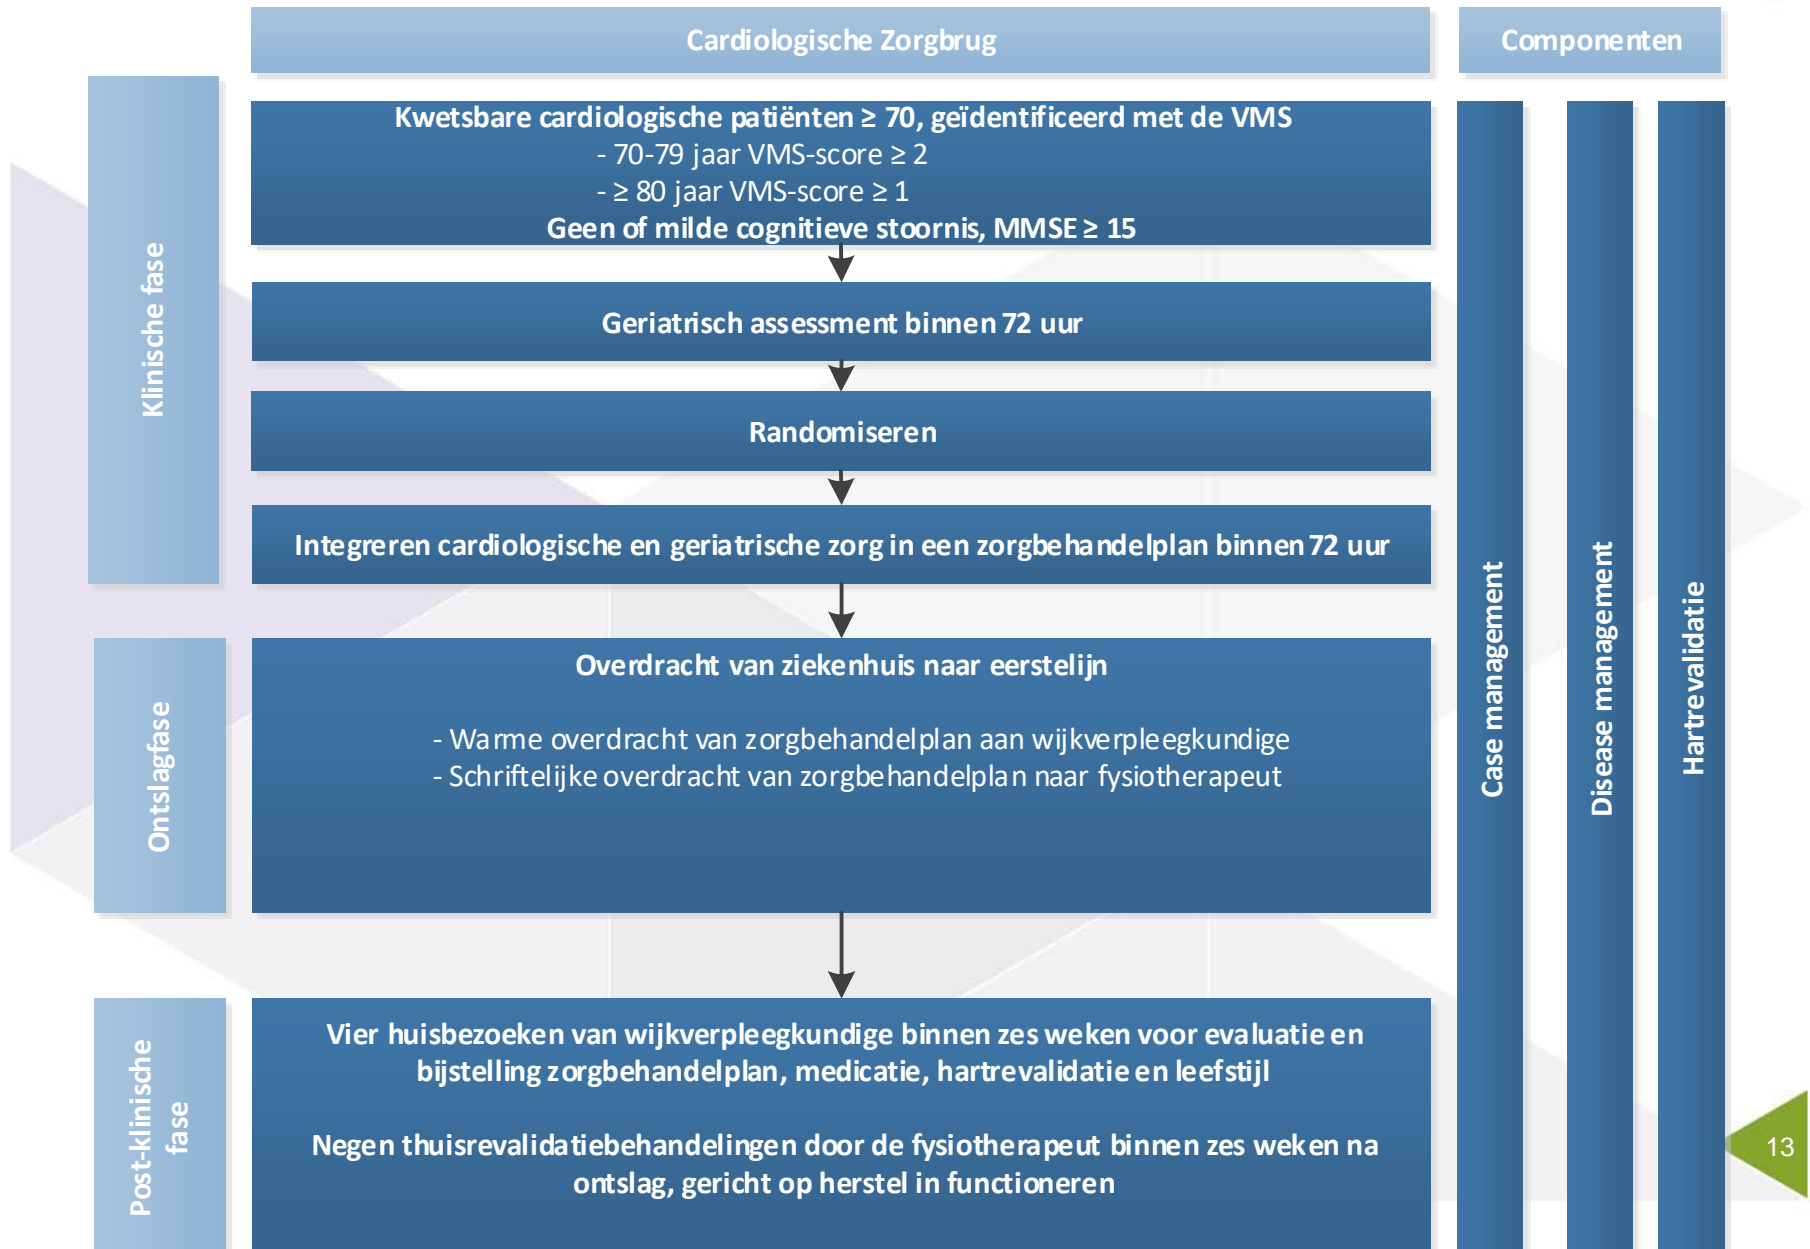 Cardiologische Zorgbrug
Componenten
Klinische fase
Kwetsbare cardiologische patiënten ≥ 70, geïdentificeerd met de VMS
- 70-79 jaar VMS-score ≥ 2
- ≥ 80 jaar VMS-score ≥ 1
Geen of milde cognitieve stoornis, MMSE ≥ 15
Geriatrisch assessment binnen 72 uur
Randomiseren
Integreren cardiologische en geriatrische zorg in een zorgbehandelplan binnen 72 uur
Ontslagfase
Overdracht van ziekenhuis naar eerstelijn
- Warme overdracht van zorgbehandelplan aan wijkverpleegkundige
- Schriftelijke overdracht van zorgbehandelplan naar fysiotherapeut
Post-klinische
fase
Vier huisbezoeken van wijkverpleegkundige binnen zes weken voor evaluatie en
bijstelling zorgbehandelplan, medicatie, hartrevalidatie en leefstijl
Negen thuisrevalidatiebehandelingen door de fysiotherapeut binnen zes weken na
ontslag, gericht op herstel in functioneren
Case management
Disease management
Hartrevalidatie
13